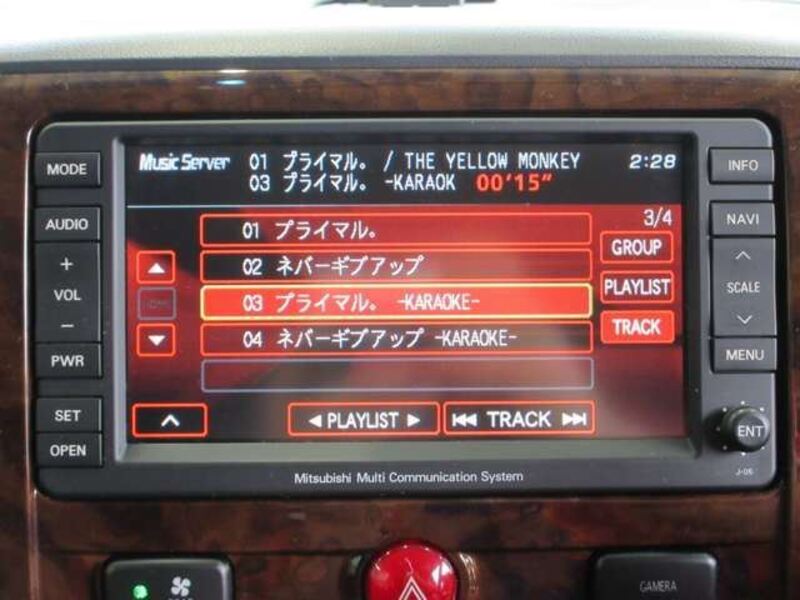 Music Server 01 プライマル。 / THE YELLOW MONKEY 2:28
03 プライマル。 -KARAOK 00'15"
3/4
01 プライマル。
02 ネバーギブアップ
03 プライマル。 -KARAOKE-
04 ネバーギブアップ -KARAOKE-
GROUP
PLAYLIST
TRACK
◀ PLAYLIST ▶
TRACK
MODE
AUDIO
+
VOL
−
PWR
SET
OPEN
INFO
NAVI
SCALE
MENU
ENT
J-06
Mitsubishi Multi Communication System
REAR
CAMERA